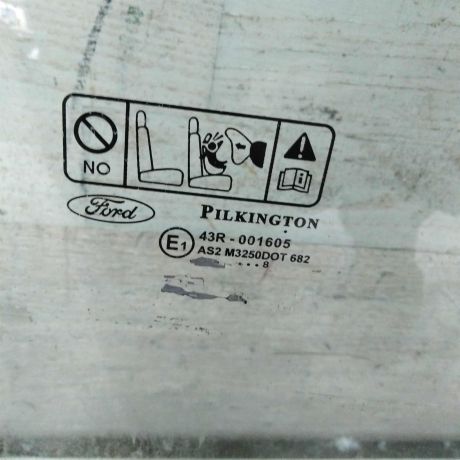 NO
Ford
PILKINGTON
E1 43R - 001605
AS2 M3250DOT 682
... 8